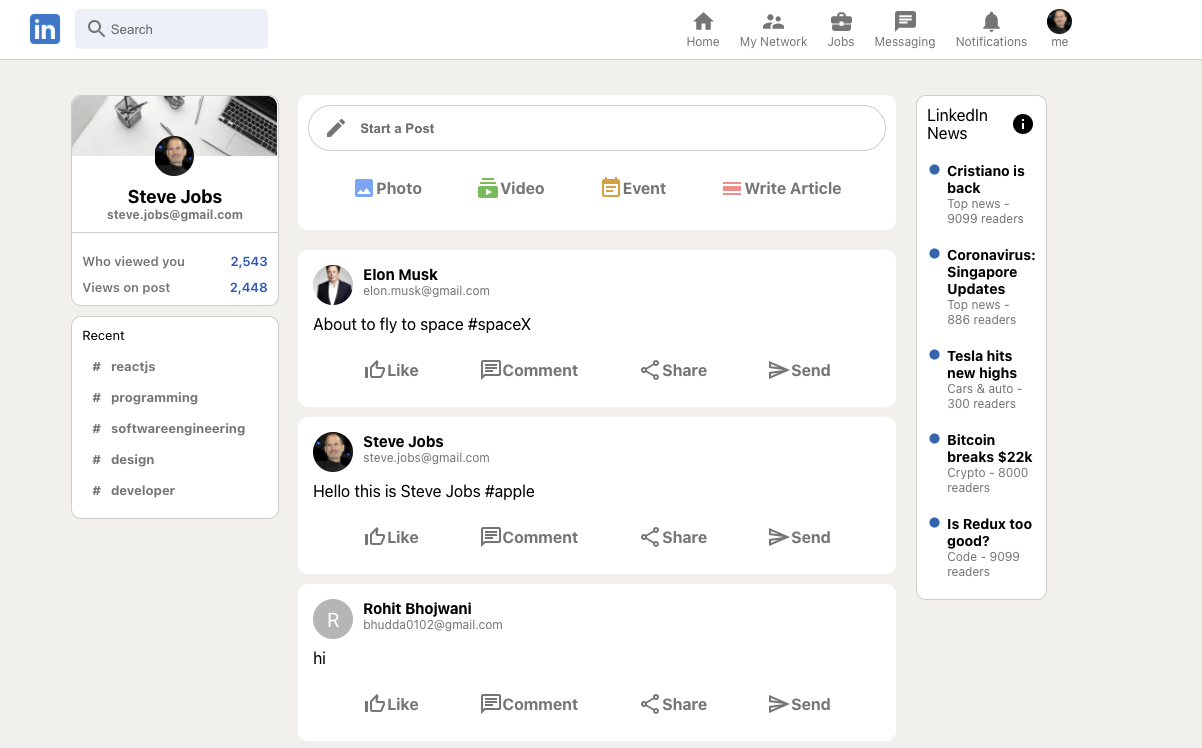 in
Search
Home
My Network
Jobs
Messaging
Notifications
me
Steve Jobs
steve.jobs@gmail.com
Who viewed you 2,543
Views on post 2,448
Recent
# reactjs
# programming
# softwareengineering
# design
# developer
Start a Post
Photo
Video
Event
Write Article
Elon Musk
elon.musk@gmail.com
About to fly to space #spaceX
Like
Comment
Share
Send
Steve Jobs
steve.jobs@gmail.com
Hello this is Steve Jobs #apple
Like
Comment
Share
Send
R
Rohit Bhojwani
bhudda0102@gmail.com
hi
Like
Comment
Share
Send
LinkedIn
News
Cristiano is
back
Top news -
9099 readers
Coronavirus:
Singapore
Updates
Top news -
886 readers
Tesla hits
new highs
Cars & auto -
300 readers
Bitcoin
breaks $22k
Crypto - 8000
readers
Is Redux too
good?
Code - 9099
readers